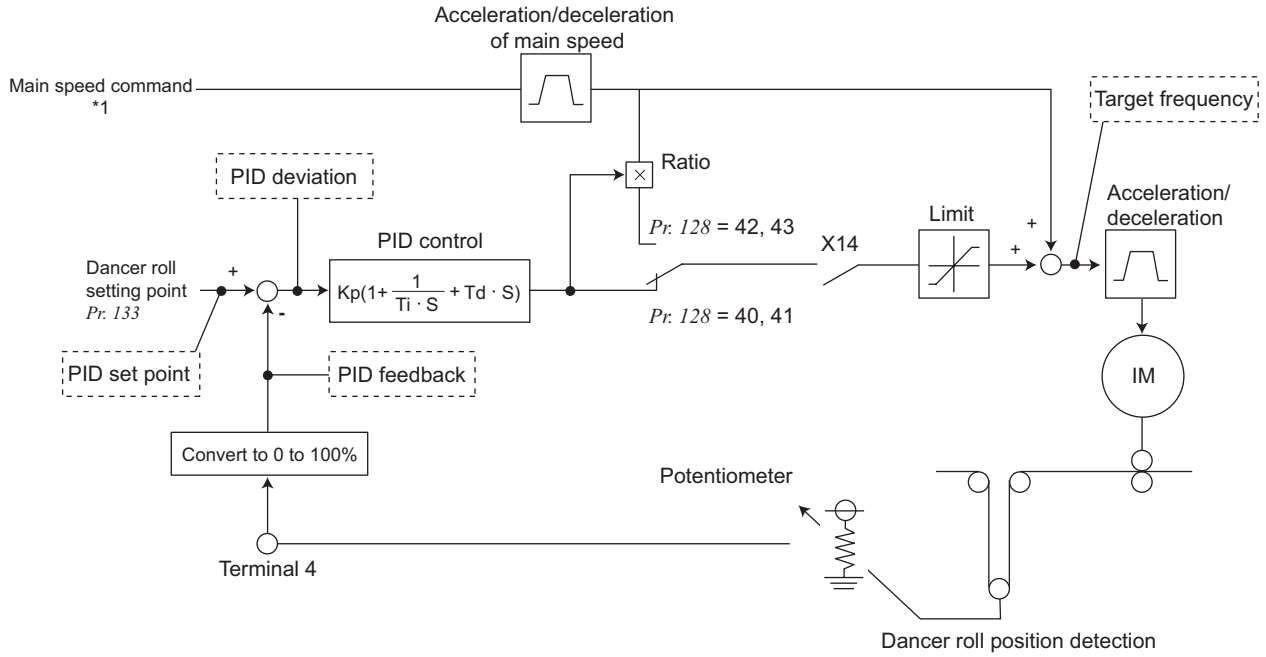 Acceleration/deceleration
of main speed
Main speed command
*1
Target frequency
PID deviation
Ratio
×
Acceleration/
deceleration
Pr. 128 = 42, 43
Limit
PID control
X14
+
+
Dancer roll
setting point
Pr. 133
+
-
Kp(1+ 1/(Ti · S) + Td · S)
Pr. 128 = 40, 41
PID set point
PID feedback
IM
Convert to 0 to 100%
Potentiometer
Terminal 4
Dancer roll position detection